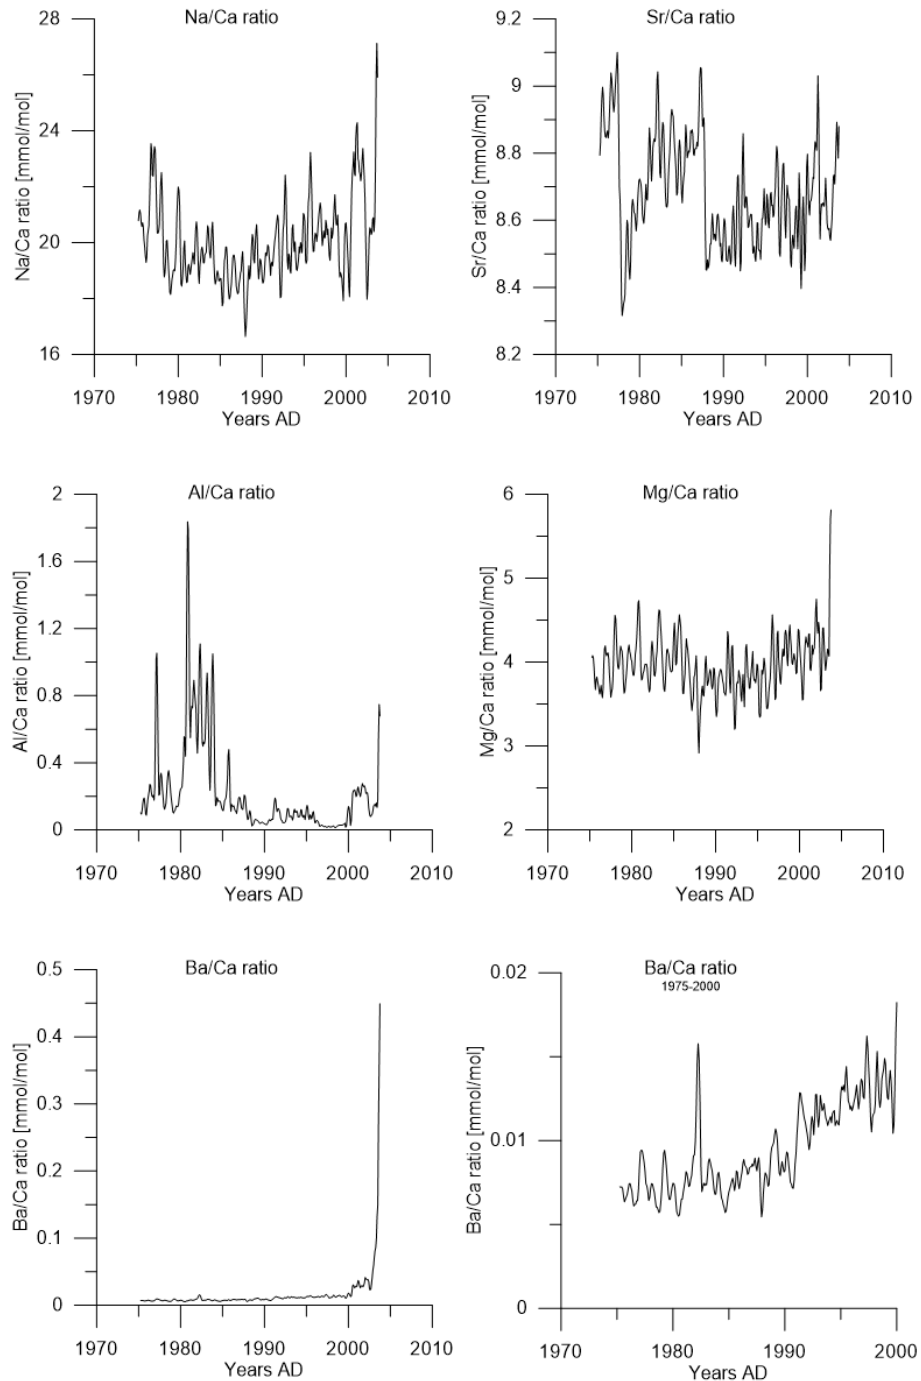 Na/Ca ratio
28
24
20
16
Na/Ca ratio [mmol/mol]
1970 1980 1990 2000 2010
Years AD
Sr/Ca ratio
9.2
9
8.8
8.6
8.4
8.2
Sr/Ca ratio [mmol/mol]
1970 1980 1990 2000 2010
Years AD
Al/Ca ratio
2
1.6
1.2
0.8
0.4
0
Al/Ca ratio [mmol/mol]
1970 1980 1990 2000 2010
Years AD
Mg/Ca ratio
6
5
4
3
2
Mg/Ca ratio [mmol/mol]
1970 1980 1990 2000 2010
Years AD
Ba/Ca ratio
0.5
0.4
0.3
0.2
0.1
0
Ba/Ca ratio [mmol/mol]
1970 1980 1990 2000 2010
Years AD
Ba/Ca ratio
1975-2000
0.02
0.01
0
Ba/Ca ratio [mmol/mol]
1970 1980 1990 2000
Years AD